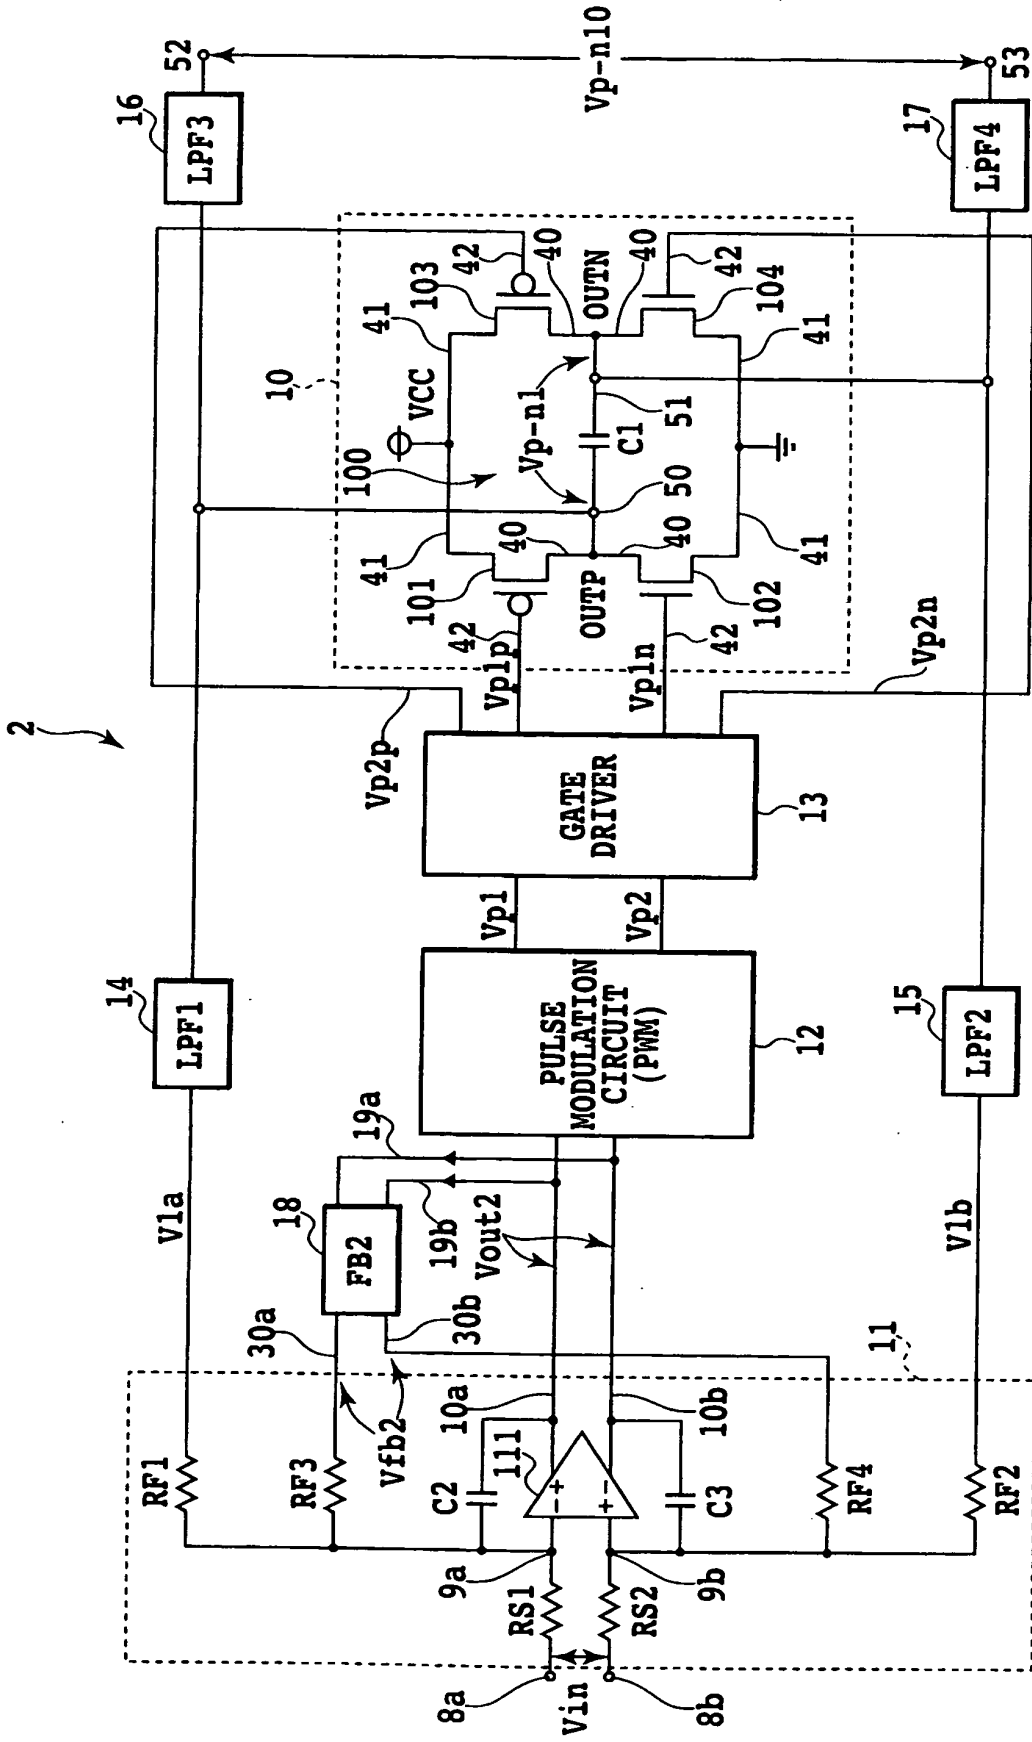 2
16
52
LPF3
14
LPF1
V1a
RF1
Vp-n10
17
LPF4
53
15
LPF2
V1b
RF2
10
100
VCC
41
41
103
42
40
OUTN
40
42
104
41
Vp-n1
C1
51
50
101
40
OUTP
40
102
41
42
42
Vp1p
Vp1n
Vp2p
Vp2n
GATE
DRIVER
13
Vp1
Vp2
PULSE
MODULATION
CIRCUIT
(PWM)
12
19a
19b
18
FB2
30a
30b
Vout2
Vfb2
11
RF3
RF4
C2
C3
111
10a
10b
+
−
−
+
9a
9b
RS1
RS2
8a
Vin
8b